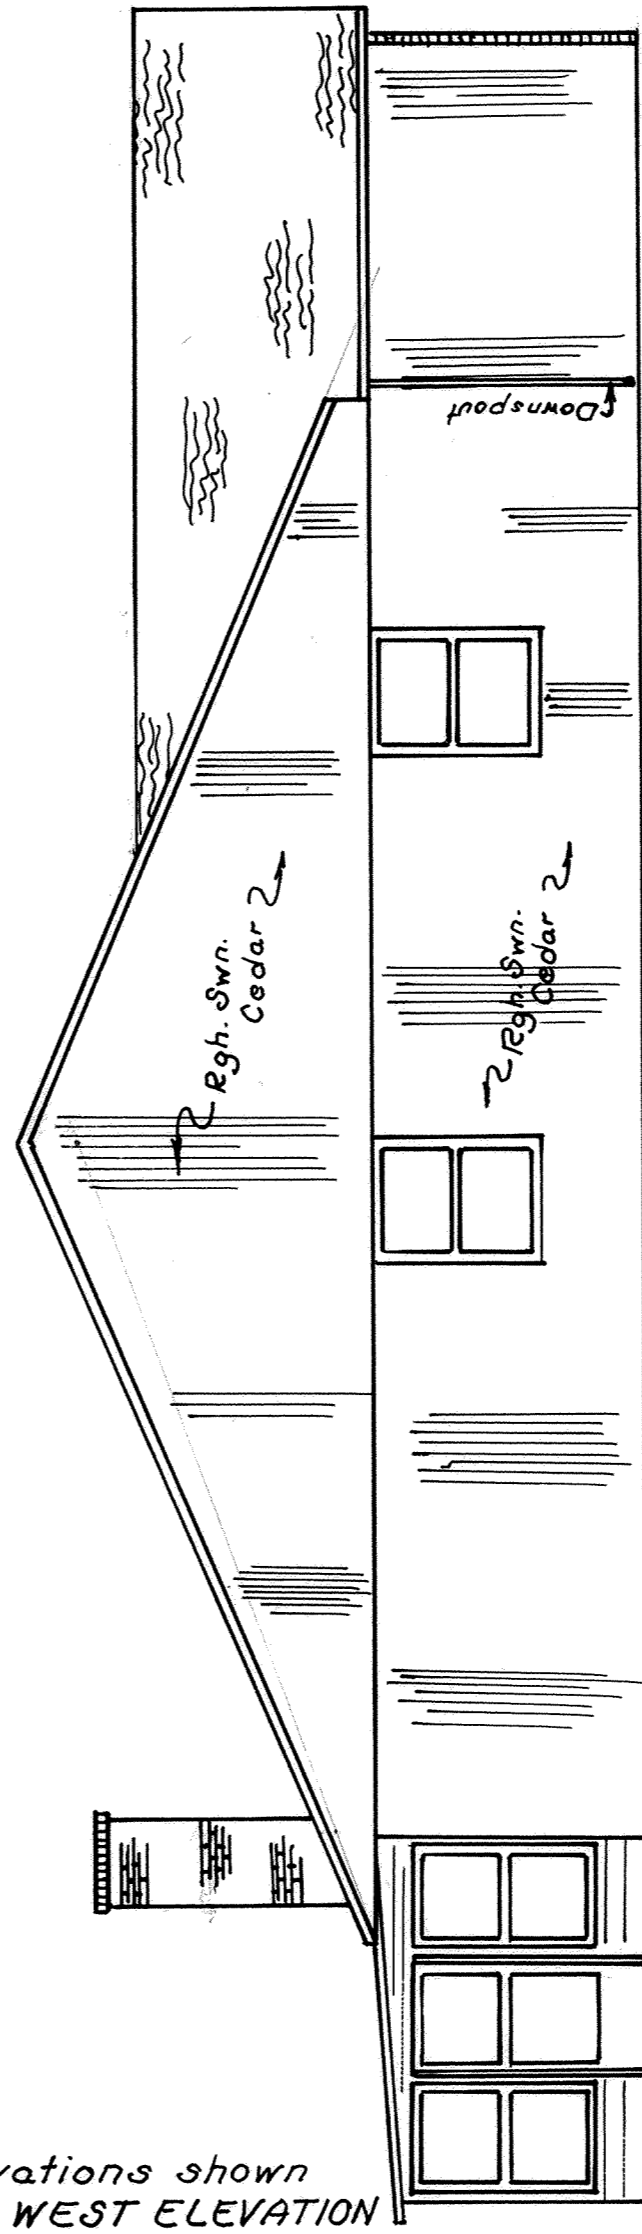 Downspout
Rgh. Swn.
Cedar
Rgh. Swn.
Cedar
vations shown
WEST ELEVATION